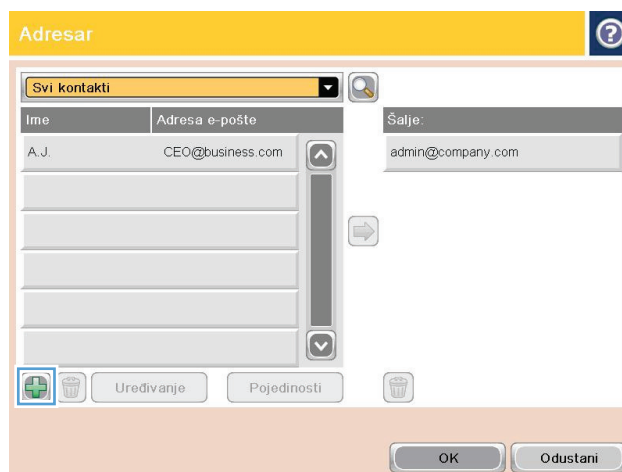 Adresar
?
Svi kontakti
Ime Adresa e-pošte Šalje:
A.J. CEO@business.com admin@company.com
Uređivanje Pojedinosti
OK Odustani